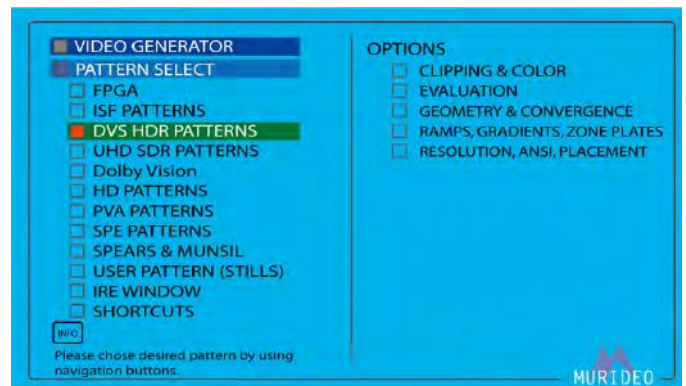 VIDEO GENERATOR
PATTERN SELECT
FPGA
ISF PATTERNS
DVS HDR PATTERNS
UHD SDR PATTERNS
Dolby Vision
HD PATTERNS
PVA PATTERNS
SPE PATTERNS
SPEARS & MUNSIL
USER PATTERN (STILLS)
IRE WINDOW
SHORTCUTS
INFO
Please chose desired pattern by using
navigation buttons.
OPTIONS
CLIPPING & COLOR
EVALUATION
GEOMETRY & CONVERGENCE
RAMPS, GRADIENTS, ZONE PLATES
RESOLUTION, ANSI, PLACEMENT
MURIDEO